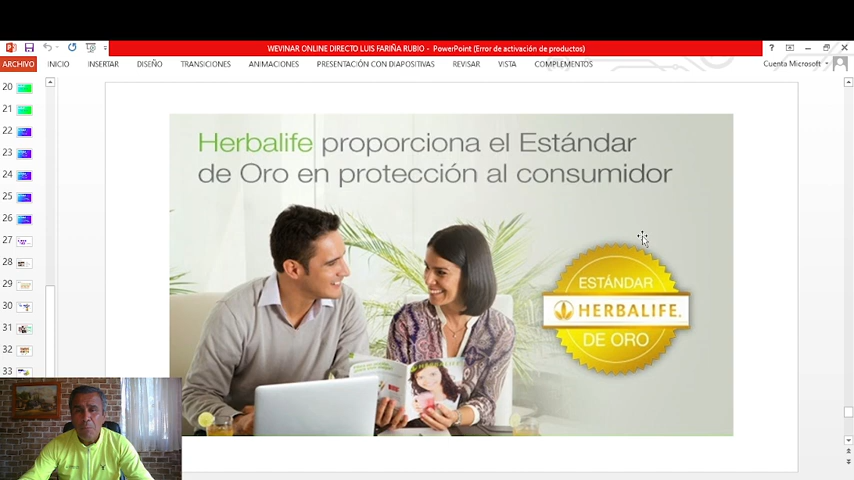 WEVINAR ONLINE DIRECTO LUIS FARIÑA RUBIO - PowerPoint (Error de activación de productos)
ARCHIVO INICIO INSERTAR DISEÑO TRANSICIONES ANIMACIONES PRESENTACIÓN CON DIAPOSITIVAS REVISAR VISTA COMPLEMENTOS Cuenta Microsoft
20
21
22
23
24
25
26
27
28
29
30
31
32
33
Herbalife proporciona el Estándar
de Oro en protección al consumidor
ESTÁNDAR
HERBALIFE.
DE ORO
HERBALIFE